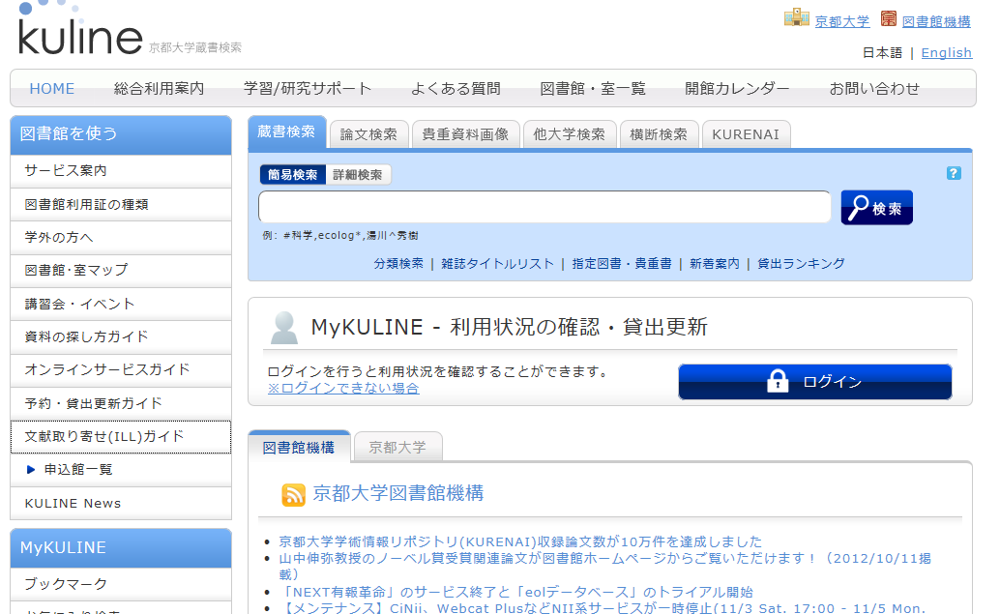 kuline 京都大学蔵書検索
京都大学 図書館機構
日本語 | English
HOME 総合利用案内 学習/研究サポート よくある質問 図書館・室一覧 開館カレンダー お問い合わせ
図書館を使う
サービス案内
図書館利用証の種類
学外の方へ
図書館・室マップ
講習会・イベント
資料の探し方ガイド
オンラインサービスガイド
予約・貸出更新ガイド
文献取り寄せ(ILL)ガイド
申込館一覧
KULINE News
MyKULINE
ブックマーク
蔵書検索 論文検索 貴重資料画像 他大学検索 横断検索 KURENAI
簡易検索 詳細検索 ?
検索
例: #科学,ecolog*,湯川^秀樹
分類検索 | 雑誌タイトルリスト | 指定図書・貴重書 | 新着案内 | 貸出ランキング
MyKULINE - 利用状況の確認・貸出更新
ログインを行うと利用状況を確認することができます。
※ログインできない場合
ログイン
図書館機構 京都大学
京都大学図書館機構
• 京都大学学術情報リポジトリ(KURENAI)収録論文数が10万件を達成しました
• 山中伸弥教授のノーベル賞受賞関連論文が図書館ホームページからご覧いただけます！（2012/10/11掲
載）
• 「NEXT有報革命」のサービス終了と「eolデータベース」のトライアル開始
• 【メンテナンス】CiNii、Webcat PlusなどNII系サービスが一時停止(11/3 Sat. 17:00 - 11/5 Mon.